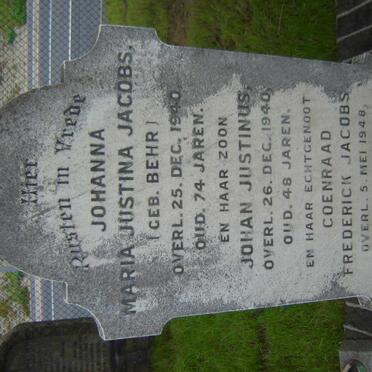 Hier
Rusten in Vrede
JOHANNA
MARIA JUSTINA JACOBS,
(GEB. BEHR)
OVERL. 25. DEC. 1940.
OUD. 74 JAREN.
EN HAAR ZOON
JOHAN JUSTINUS,
OVERL. 26. DEC. 1940,
OUD. 48 JAREN.
EN HAAR ECHTGENOOT
COENRAAD
FREDERICK JACOBS
OVERL. 5. MEI 1948,